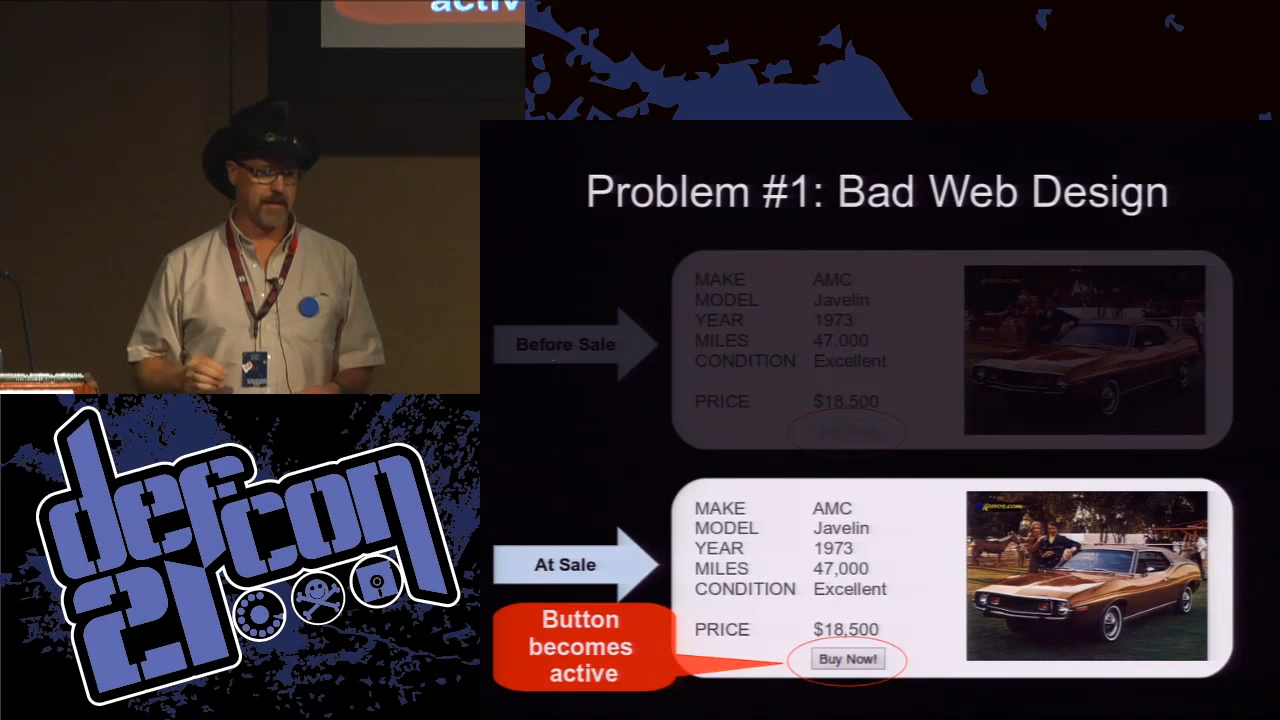 activ
Problem #1: Bad Web Design
Before Sale
MAKE AMC
MODEL Javelin
YEAR 1973
MILES 47,000
CONDITION Excellent
PRICE $18,500
At Sale
MAKE AMC
MODEL Javelin
YEAR 1973
MILES 47,000
CONDITION Excellent
PRICE $18,500
Buy Now!
Button
becomes
active
defcon
21